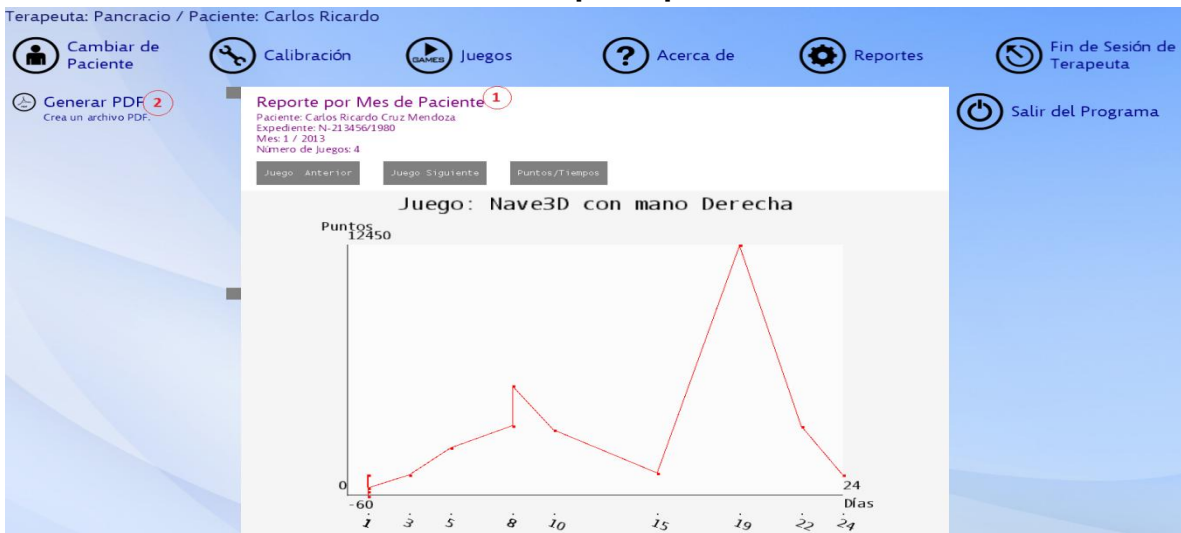 Terapeuta: Pancracio / Paciente: Carlos Ricardo
Cambiar de
Paciente
Calibración
GAMES
Juegos
?
Acerca de
Reportes
Fin de Sesión de
Terapeuta
Generar PDF 2
Crea un archivo PDF.
Salir del Programa
Reporte por Mes de Paciente 1
Paciente: Carlos Ricardo Cruz Mendoza
Expediente: N-213456/1980
Mes: 1 / 2013
Número de Juegos: 4
Juego Anterior
Juego Siguiente
Puntos/Tiempos
Juego: Nave3D con mano Derecha
Puntos
12450
0
24
-60
Días
1 3 5 8 10 15 19 22 24